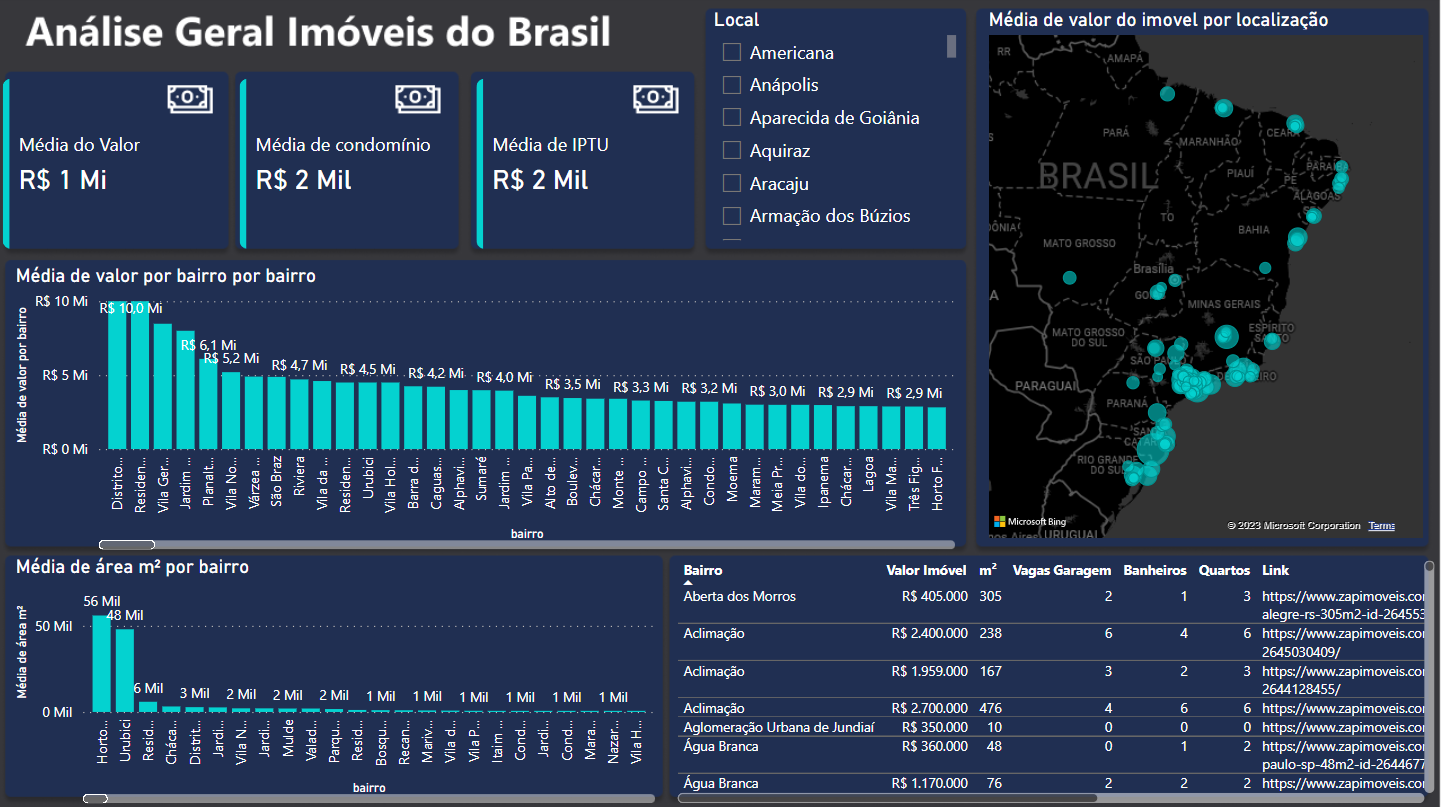 Análise Geral Imóveis do Brasil
Média do Valor
R$ 1 Mi
Média de condomínio
R$ 2 Mil
Média de IPTU
R$ 2 Mil
Local
Americana
Anápolis
Aparecida de Goiânia
Aquiraz
Aracaju
Armação dos Búzios
Média de valor do imovel por localização
RR
AMAPÁ
PARÁ
MARANHÃO
CEARÁ
BRASIL
PIAUÍ
PARAÍBA
PE
ALAGOAS
TO
BAHIA
MATO GROSSO
Brasília
MINAS GERAIS
MATO GROSSO
DO SUL
ESPÍRITO
SANTO
SÃO PAULO
PARAGUAI
PARANÁ
RIO GRANDE
DO SUL
URUGUAI
Microsoft Bing
© 2023 Microsoft Corporation Terms
Média de valor por bairro por bairro
Média de valor por bairro
R$ 10 Mi
R$ 5 Mi
R$ 0 Mi
R$ 10,0 Mi
R$ 6,1 Mi
R$ 5,2 Mi
R$ 4,7 Mi
R$ 4,5 Mi
R$ 4,2 Mi
R$ 4,0 Mi
R$ 3,5 Mi
R$ 3,3 Mi
R$ 3,2 Mi
R$ 3,0 Mi
R$ 2,9 Mi
R$ 2,9 Mi
Distrito...
Residen...
Vila Ger...
Jardim ...
Planalt...
Vila No...
Várzea ...
São Braz
Riviera
Vila da ...
Residen...
Urubici
Vila Hol...
Barra d...
Caguas...
Alphavi...
Sumaré
Jardim ...
Vila Pa...
Alto de...
Boulev...
Chácar...
Monte ...
Campo ...
Santa C...
Alphavi...
Condo...
Moema
Maram...
Meia Pr...
Vila do...
Ipanema
Chácar...
Lagoa
Vila Ma...
Três Fig...
Horto F...
bairro
Média de área m² por bairro
Média de área m²
50 Mil
0 Mil
56 Mil
48 Mil
6 Mil
3 Mil
2 Mil
2 Mil
2 Mil
1 Mil
1 Mil
1 Mil
1 Mil
1 Mil
1 Mil
Horto...
Urubici
Resid...
Cháca...
Distrit...
Jardi...
Vila N...
Jardi...
Mulde
Valad...
Parqu...
Resid...
Bosqu...
Recan...
Mariv...
Vila d...
Vila P...
Itaim ...
Cond...
Jardi...
Cond...
Mara...
Nazar...
Vila H...
bairro
Bairro Valor Imóvel m² Vagas Garagem Banheiros Quartos Link
Aberta dos Morros R$ 405.000 305 2 1 3 https://www.zapimoveis.co
alegre-rs-305m2-id-264553
Aclimação R$ 2.400.000 238 6 4 6 https://www.zapimoveis.co
2645030409/
Aclimação R$ 1.959.000 167 3 2 3 https://www.zapimoveis.co
2644128455/
Aclimação R$ 2.700.000 476 4 6 6 https://www.zapimoveis.co
Aglomeração Urbana de Jundiaí R$ 350.000 10 0 0 0 https://www.zapimoveis.co
Água Branca R$ 360.000 48 0 1 2 https://www.zapimoveis.co
paulo-sp-48m2-id-2644677
Água Branca R$ 1.170.000 76 2 2 2 https://www.zapimoveis.co